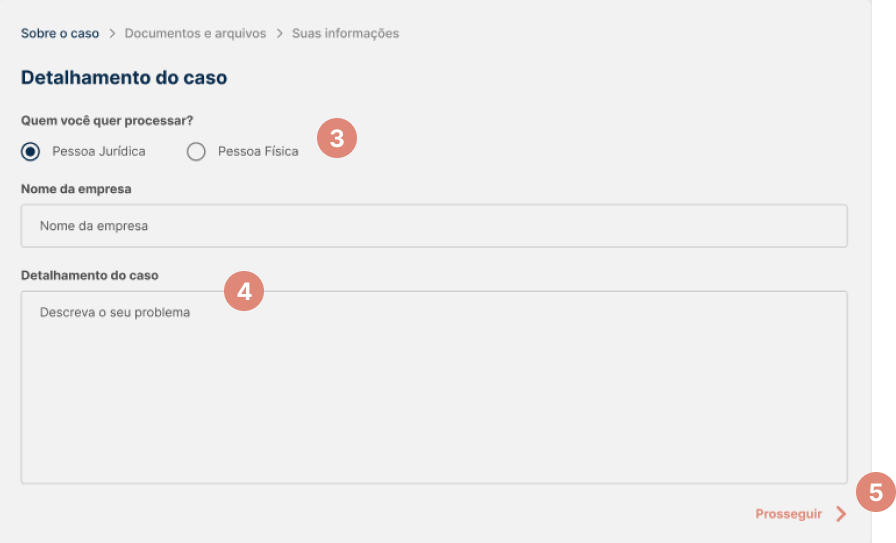 Sobre o caso > Documentos e arquivos > Suas informações
Detalhamento do caso
Quem você quer processar?
3
Pessoa Jurídica Pessoa Física
Nome da empresa
Nome da empresa
Detalhamento do caso
4
Descreva o seu problema
5
Prosseguir >